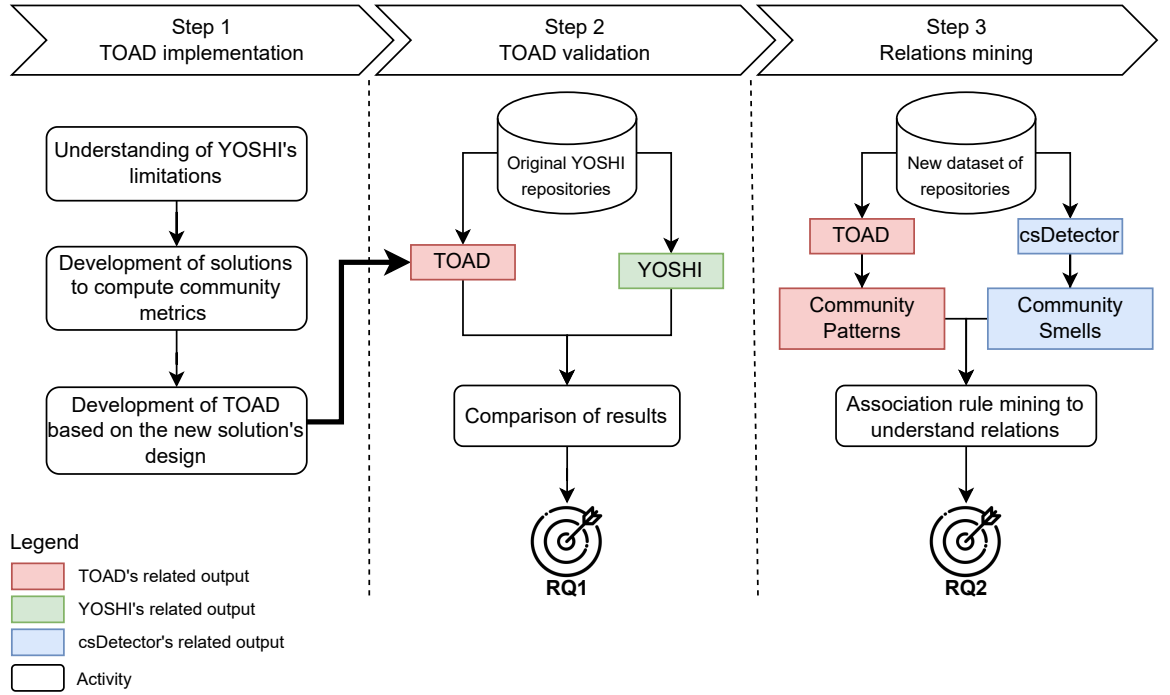 Step 1
TOAD implementation
Step 2
TOAD validation
Step 3
Relations mining
Understanding of YOSHI's
limitations
Development of solutions
to compute community
metrics
Development of TOAD
based on the new solution's
design
Original YOSHI
repositories
TOAD
YOSHI
Comparison of results
RQ1
New dataset of
repositories
TOAD
csDetector
Community
Patterns
Community
Smells
Association rule mining to
understand relations
RQ2
Legend
TOAD's related output
YOSHI's related output
csDetector's related output
Activity